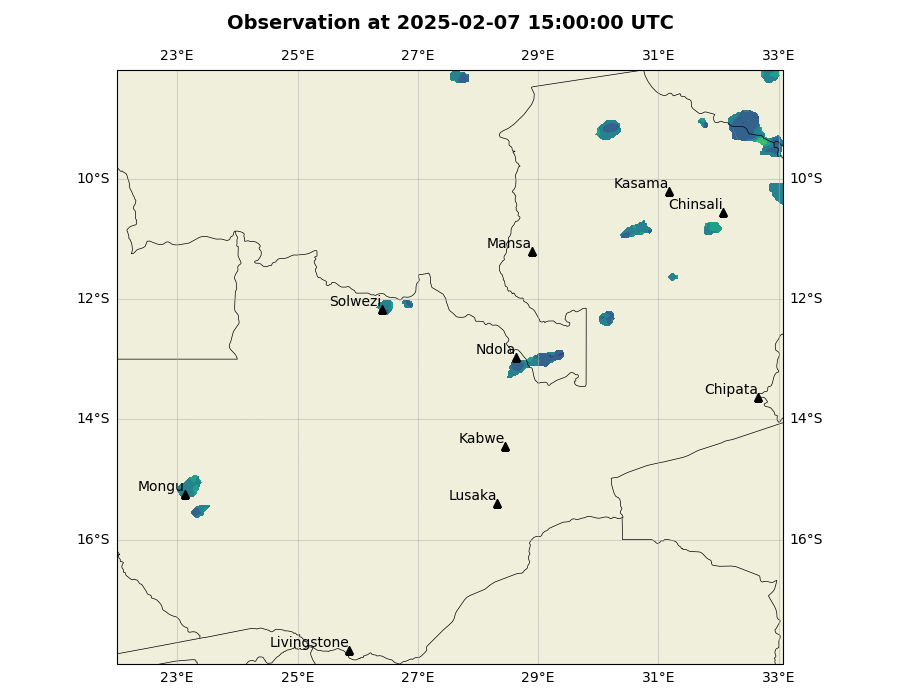 Observation at 2025-02-07 15:00:00 UTC
23°E 25°E 27°E 29°E 31°E 33°E
10°S 10°S
Kasama
Chinsali
Mansa
12°S 12°S
Solwezi
Ndola
Chipata
14°S 14°S
Kabwe
Mongu
Lusaka
16°S 16°S
Livingstone
23°E 25°E 27°E 29°E 31°E 33°E